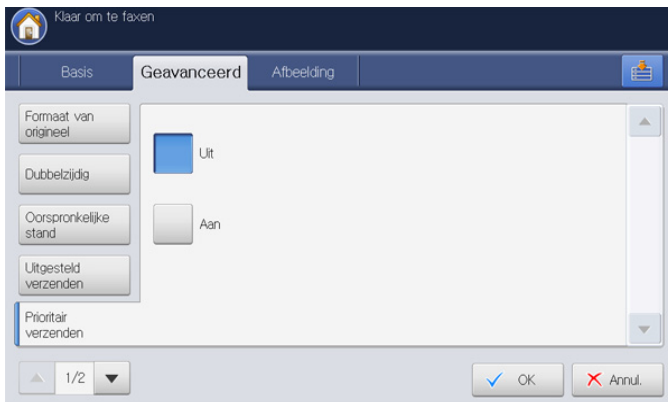 Klaar om te faxen
Basis
Geavanceerd
Afbeelding
Formaat van
origineel
Dubbelzijdig
Oorspronkelijke
stand
Uitgesteld
verzenden
Prioritair
verzenden
Uit
Aan
1/2
OK
Annul.